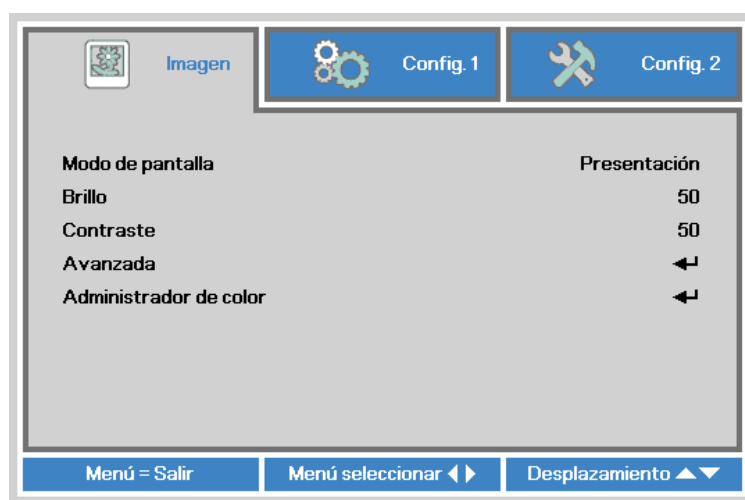 Imagen Config. 1 Config. 2
Modo de pantalla Presentación
Brillo 50
Contraste 50
Avanzada
Administrador de color
Menú = Salir Menú seleccionar Desplazamiento